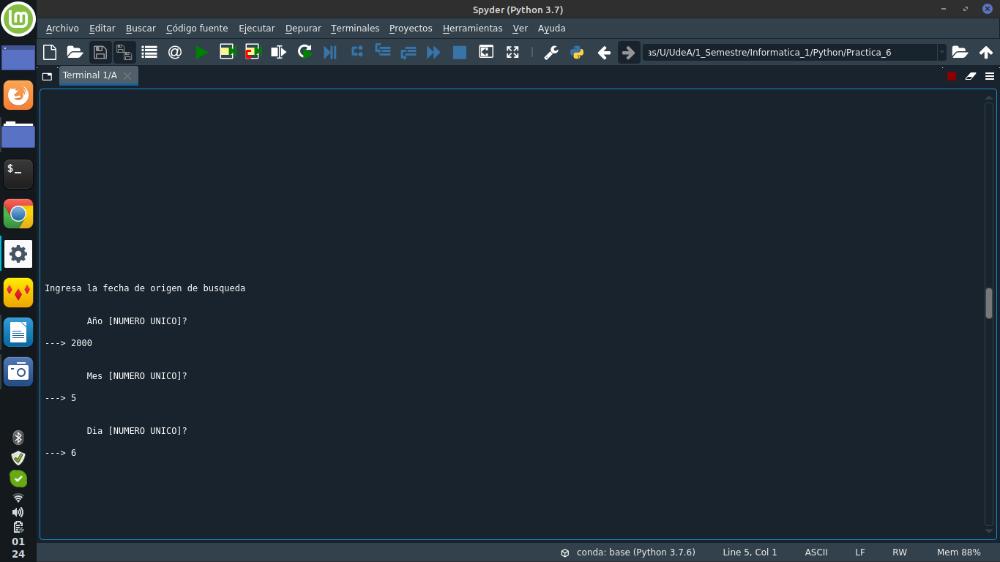 Spyder (Python 3.7)
Archivo Editar Buscar Código fuente Ejecutar Depurar Terminales Proyectos Herramientas Ver Ayuda
@ as/U/UdeA/1_Semestre/Informatica_1/Python/Practica_6
Terminal 1/A
$_
Ingresa la fecha de origen de busqueda
Año [NUMERO UNICO]?
---> 2000
Mes [NUMERO UNICO]?
---> 5
Dia [NUMERO UNICO]?
---> 6
01
24
conda: base (Python 3.7.6) Line 5, Col 1 ASCII LF RW Mem 88%